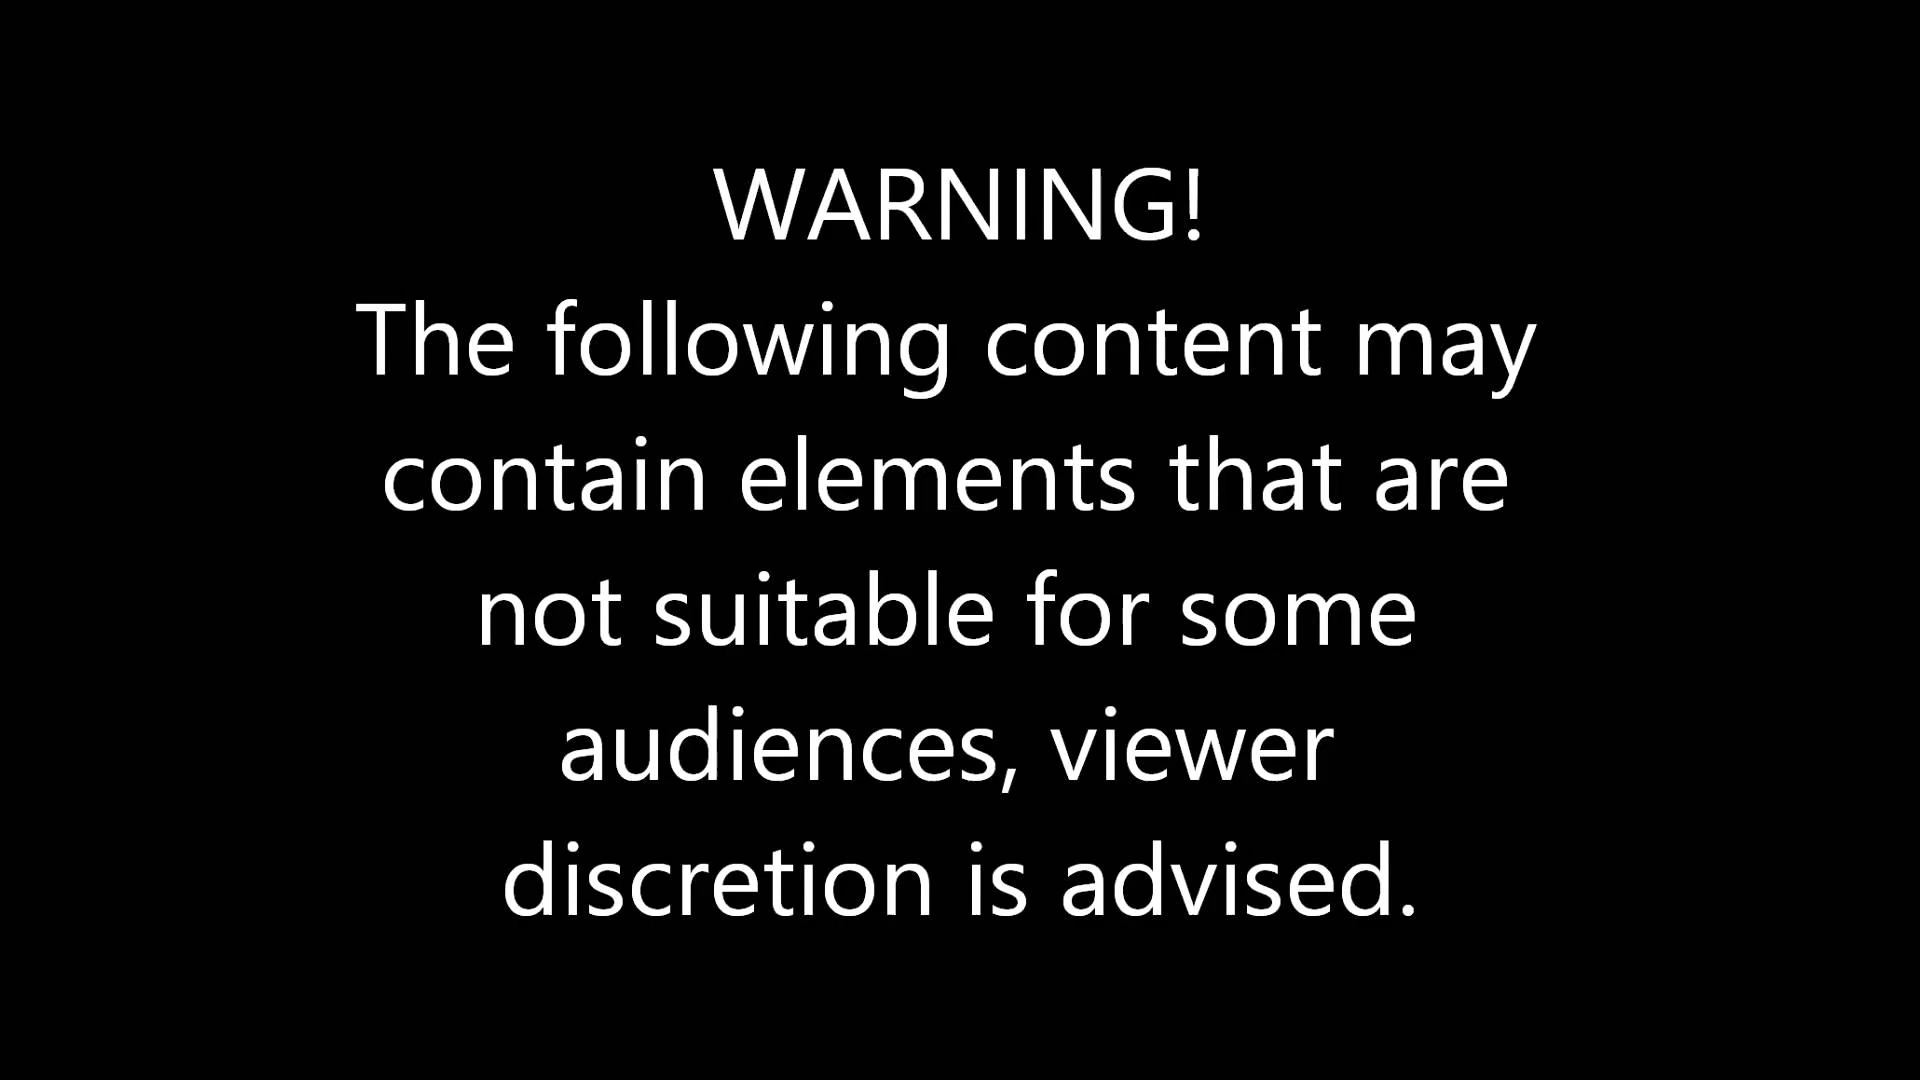 WARNING!
The following content may
contain elements that are
not suitable for some
audiences, viewer
discretion is advised.